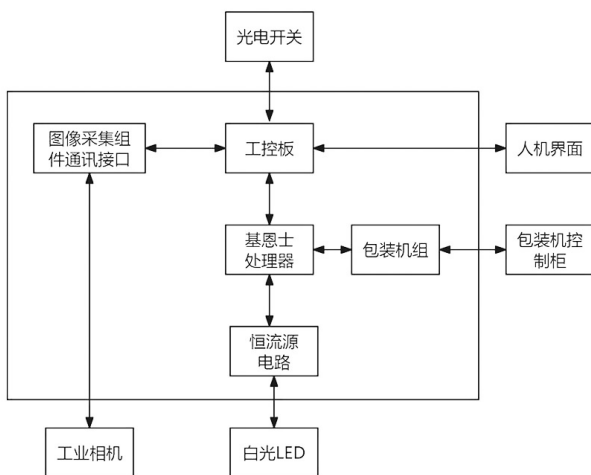 光电开关
图像采集组
件通讯接口
工控板
人机界面
基恩士
处理器
包装机组
包装机控
制柜
恒流源
电路
工业相机
白光LED